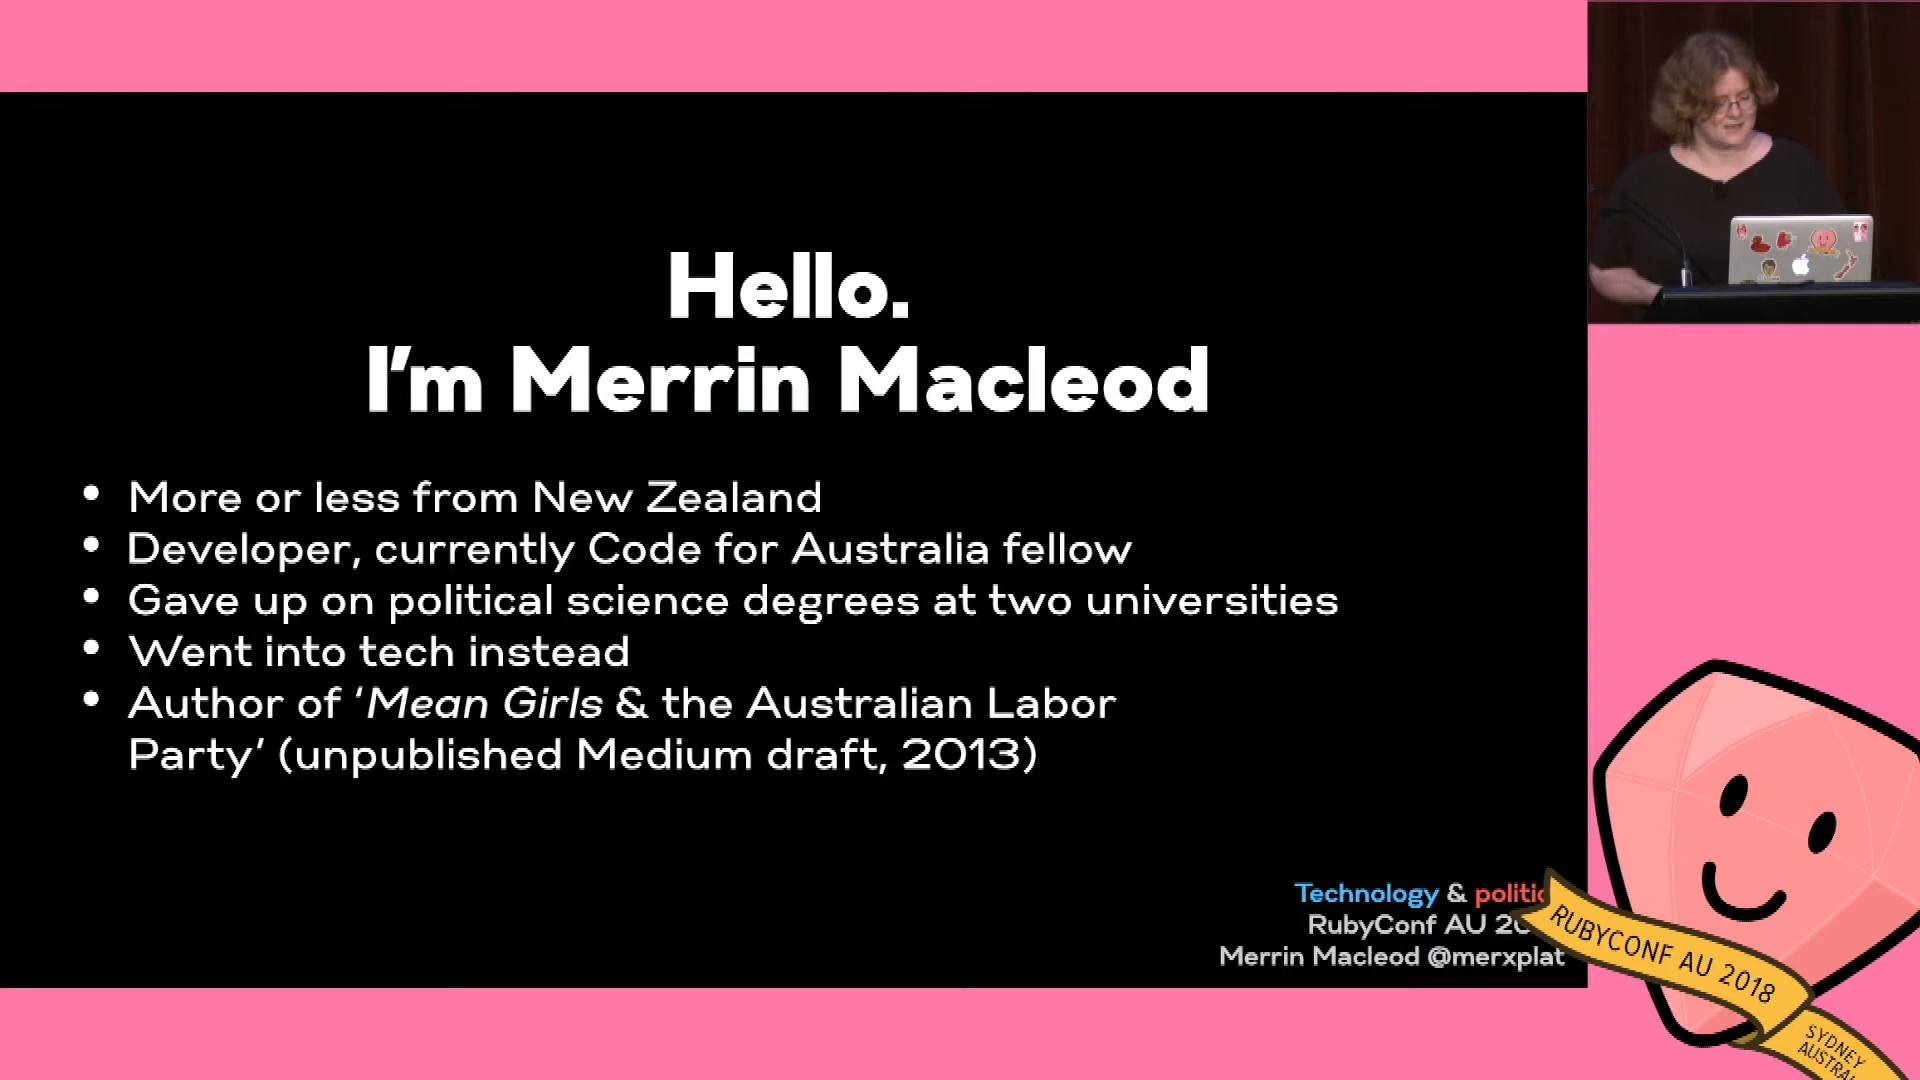 Hello.
I'm Merrin Macleod
• More or less from New Zealand
• Developer, currently Code for Australia fellow
• Gave up on political science degrees at two universities
• Went into tech instead
• Author of ‘Mean Girls & the Australian Labor
Party’ (unpublished Medium draft, 2013)
Technology & politic
RubyConf AU 20
Merrin Macleod @merxplat
RUBYCONF AU 2018
SYDNEY
AUSTRA